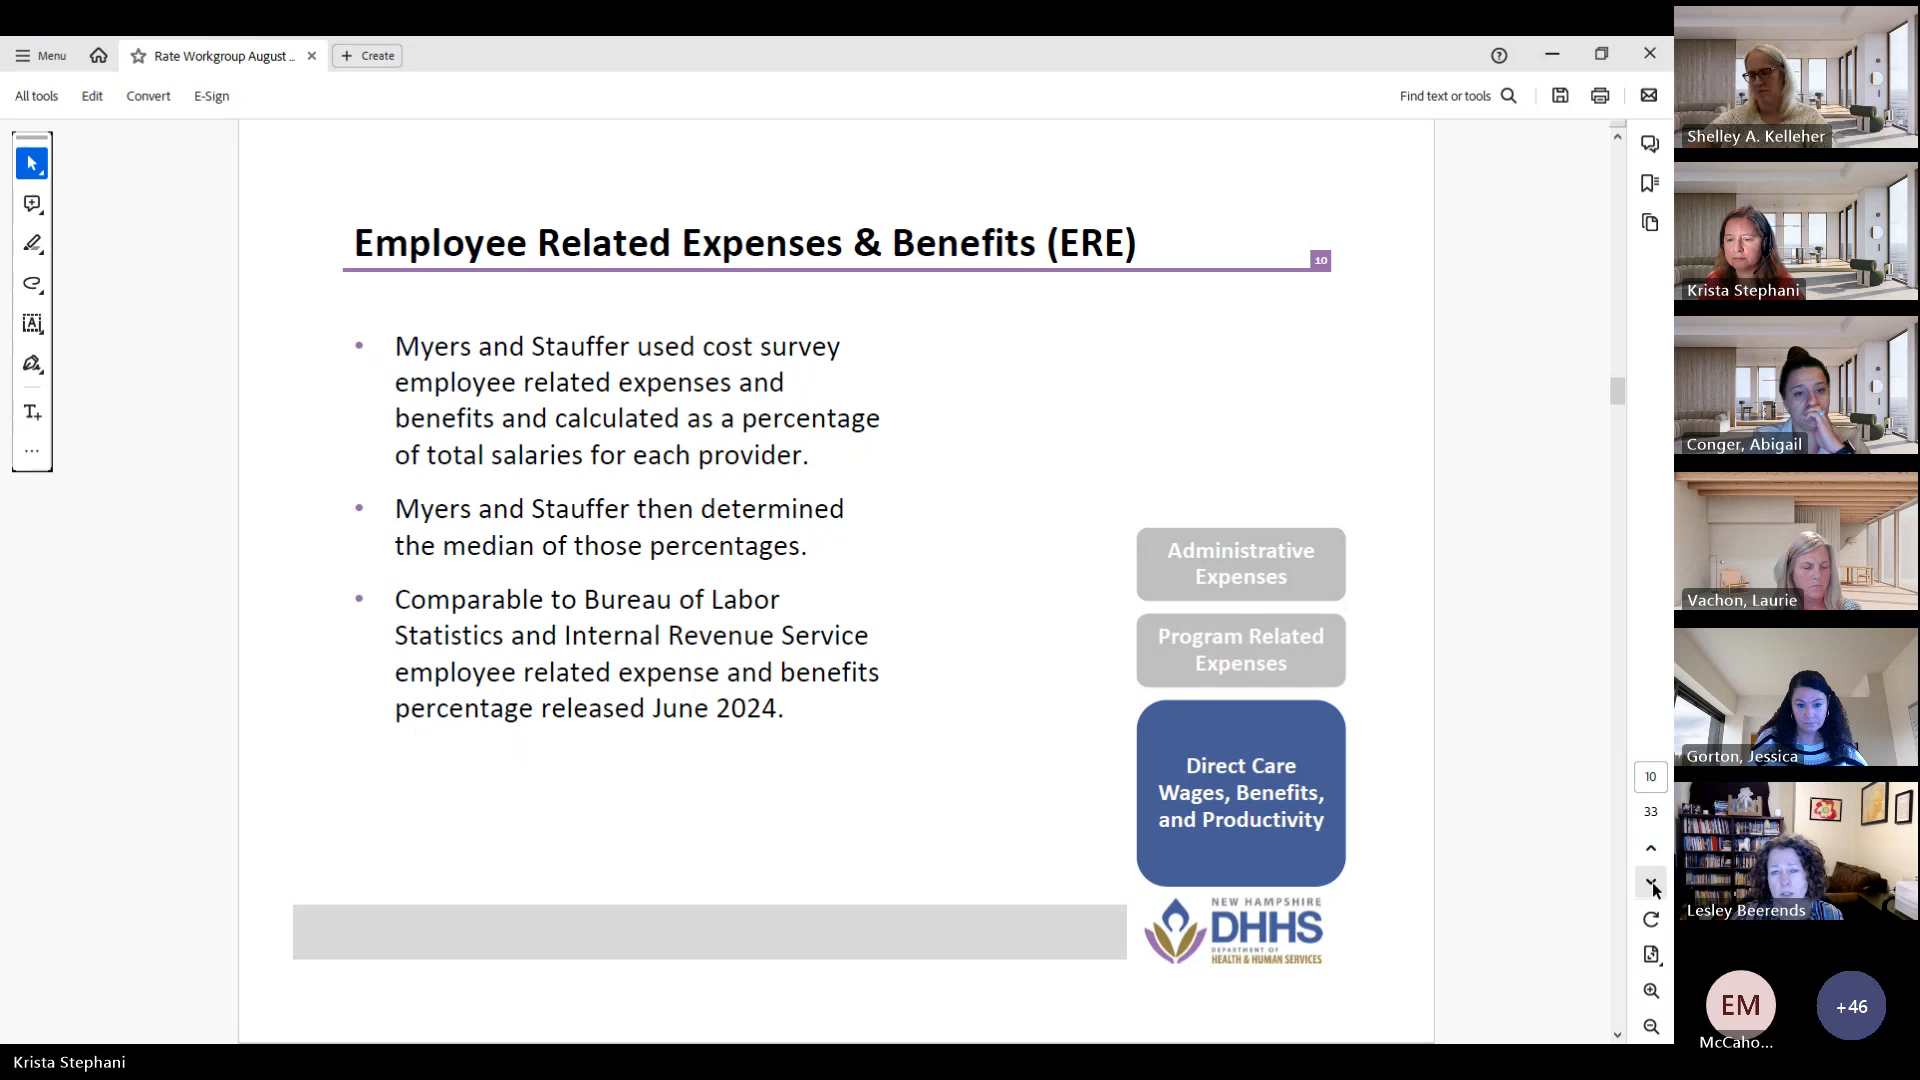 Menu
Rate Workgroup August ...
Create
All tools
Edit
Convert
E-Sign
Find text or tools
Employee Related Expenses & Benefits (ERE)
10
• Myers and Stauffer used cost survey
employee related expenses and
benefits and calculated as a percentage
of total salaries for each provider.
• Myers and Stauffer then determined
the median of those percentages.
• Comparable to Bureau of Labor
Statistics and Internal Revenue Service
employee related expense and benefits
percentage released June 2024.
Administrative
Expenses
Program Related
Expenses
Direct Care
Wages, Benefits,
and Productivity
NEW HAMPSHIRE
DHHS
DEPARTMENT OF
HEALTH & HUMAN SERVICES
10
33
Shelley A. Kelleher
Krista Stephani
Conger, Abigail
Vachon, Laurie
Gorton, Jessica
Lesley Beerends
EM
McCaho...
+46
Krista Stephani